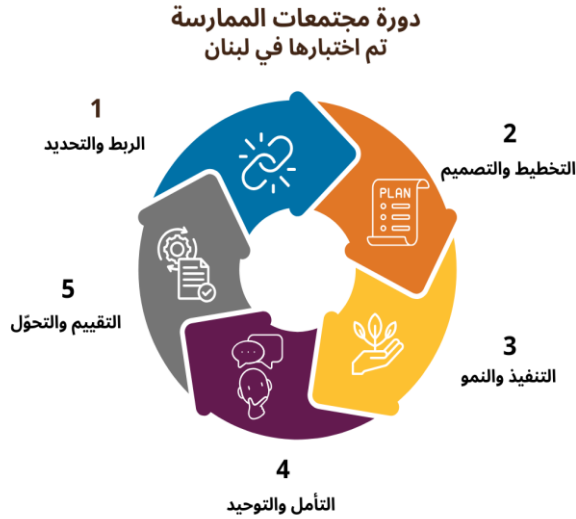 دورة مجتمعات الممارسة
تم اختبارها في لبنان
1
الربط والتحديد
2
التخطيط والتصميم
PLAN
3
التنفيذ والنمو
4
التأمل والتوحيد
5
التقييم والتحوّل